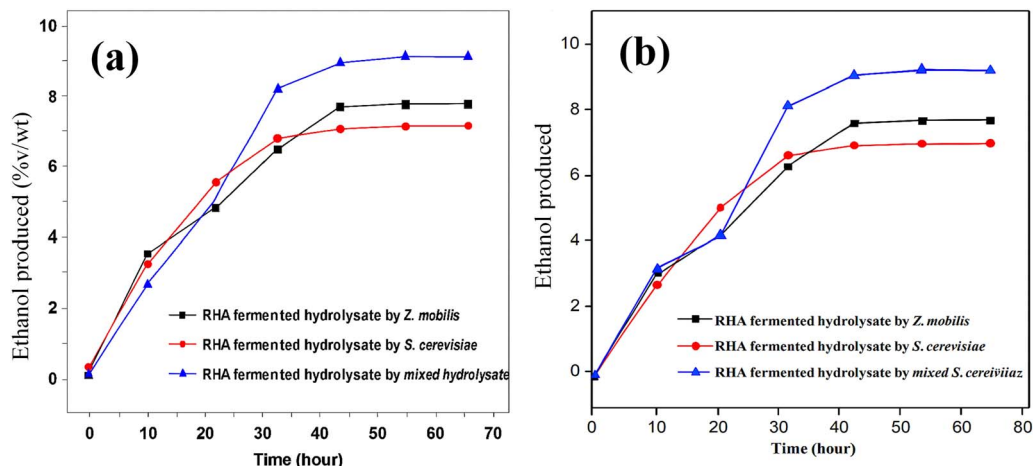 (a)
Ethanol produced (%v/wt)
10
8
6
4
2
0
RHA fermented hydrolysate by Z. mobilis
RHA fermented hydrolysate by S. cerevisiae
RHA fermented hydrolysate by mixed hydrolysate
0 10 20 30 40 50 60 70
Time (hour)
(b)
Ethanol produced
10
8
6
4
2
0
RHA fermented hydrolysate by Z. mobilis
RHA fermented hydrolysate by S. cerevisiae
RHA fermented hydrolysate by mixed S. cereiviiaz
0 10 20 30 40 50 60 70 80
Time (hour)